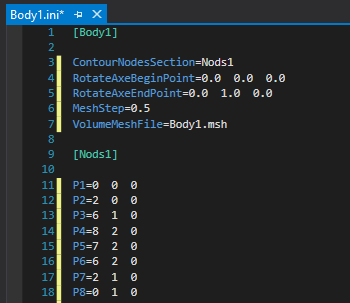 Body1.ini*
1 [Body1]
2
3 ContourNodesSection=Nods1
4 RotateAxeBeginPoint=0.0  0.0  0.0
5 RotateAxeEndPoint=0.0  1.0  0.0
6 MeshStep=0.5
7 VolumeMeshFile=Body1.msh
8
9 [Nods1]
10
11 P1=0  0  0
12 P2=2  0  0
13 P3=6  1  0
14 P4=8  2  0
15 P5=7  2  0
16 P6=6  2  0
17 P7=2  1  0
18 P8=0  1  0